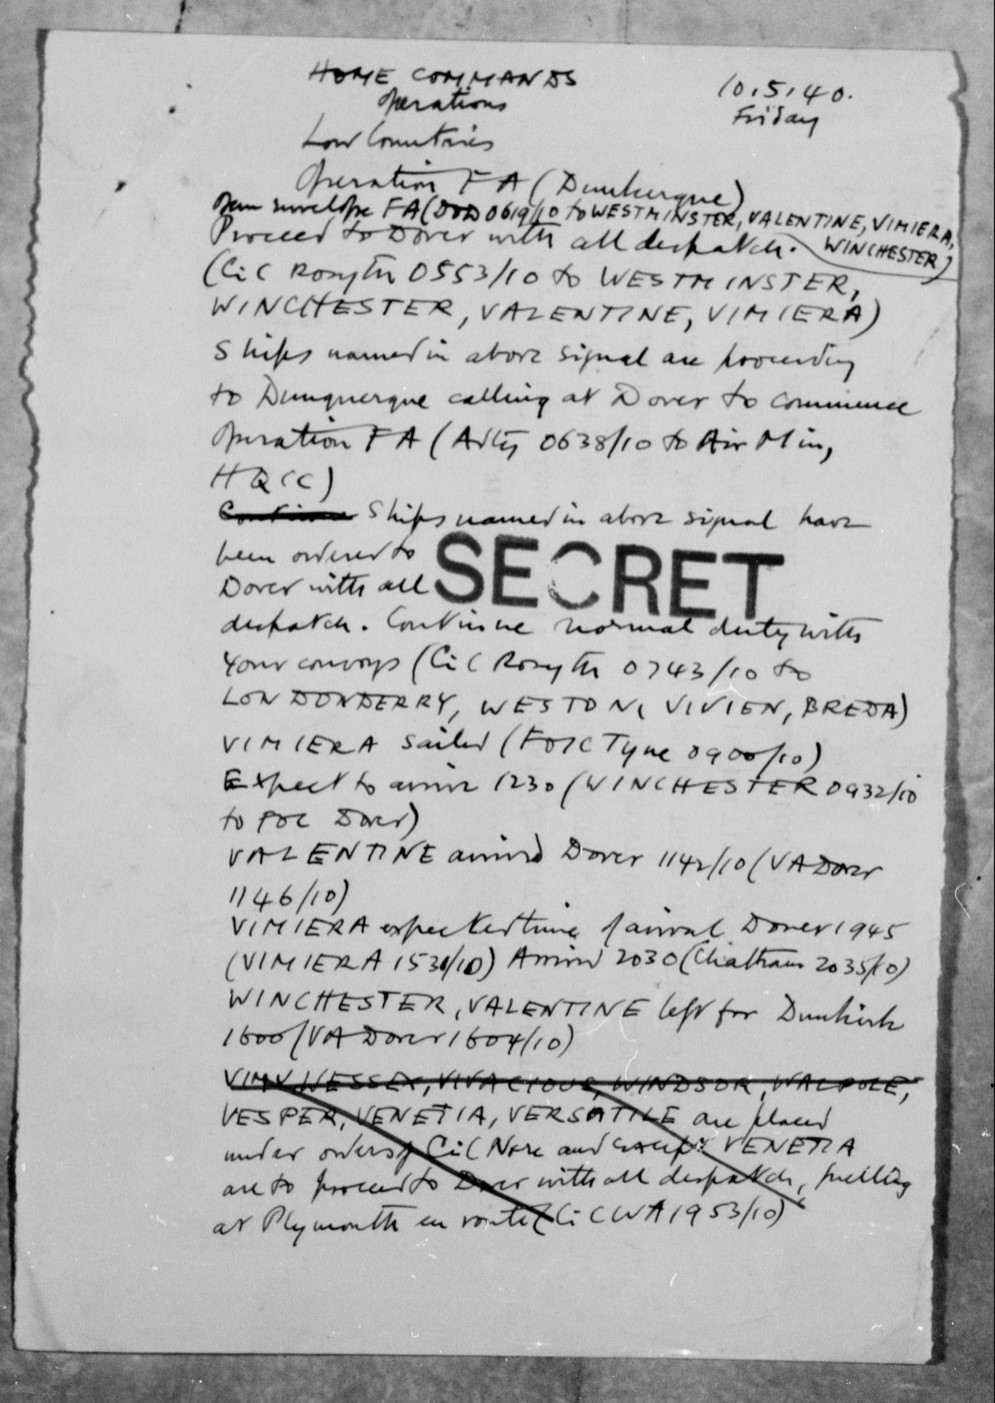 HOME COMMANDS
Operations
10.5.40.
Friday
Low Countries
Operation FA (Dunkerque)
Open envelope FA (DOD 0619/10 to WESTMINSTER, VALENTINE, VIMIERA,
WINCHESTER)
Proceed to Dover with all despatch.
(CinC Rosyth 0553/10 to WESTMINSTER,
WINCHESTER, VALENTINE, VIMIERA)
Ships named in above signal are proceeding
to Dunquerque calling at Dover to commence
Operation FA (Adty 0638/10 to Air Min,
HQCC)
Continue Ships named in above signal have
been ordered to
SECRET
Dover with all
despatch. Continue normal duty with
your convoys (CinC Rosyth 0743/10 to
LONDONDERRY, WESTON, VIVIEN, BREDA)
VIMIERA sailed (FOIC Tyne 0900/10)
Expect to arrive 1230 (WINCHESTER 0932/10
to FOC Dover)
VALENTINE arrived Dover 1142/10 (VA Dover
1146/10)
VIMIERA expected time of arrival Dover 1945
(VIMIERA 1530/10) Arrived 2030 (Chatham 2035/10)
WINCHESTER, VALENTINE left for Dunkirk
1600 (VA Dover 1604/10)
VIMY, WESSEX, VIVACIOUS, WINDSOR, WALPOLE,
VESPER, VENETIA, VERSATILE are placed
under orders of CinC Nore and except VENETIA
are to proceed to Dover with all despatch, fuelling
at Plymouth en route (CinC WA 1953/10)